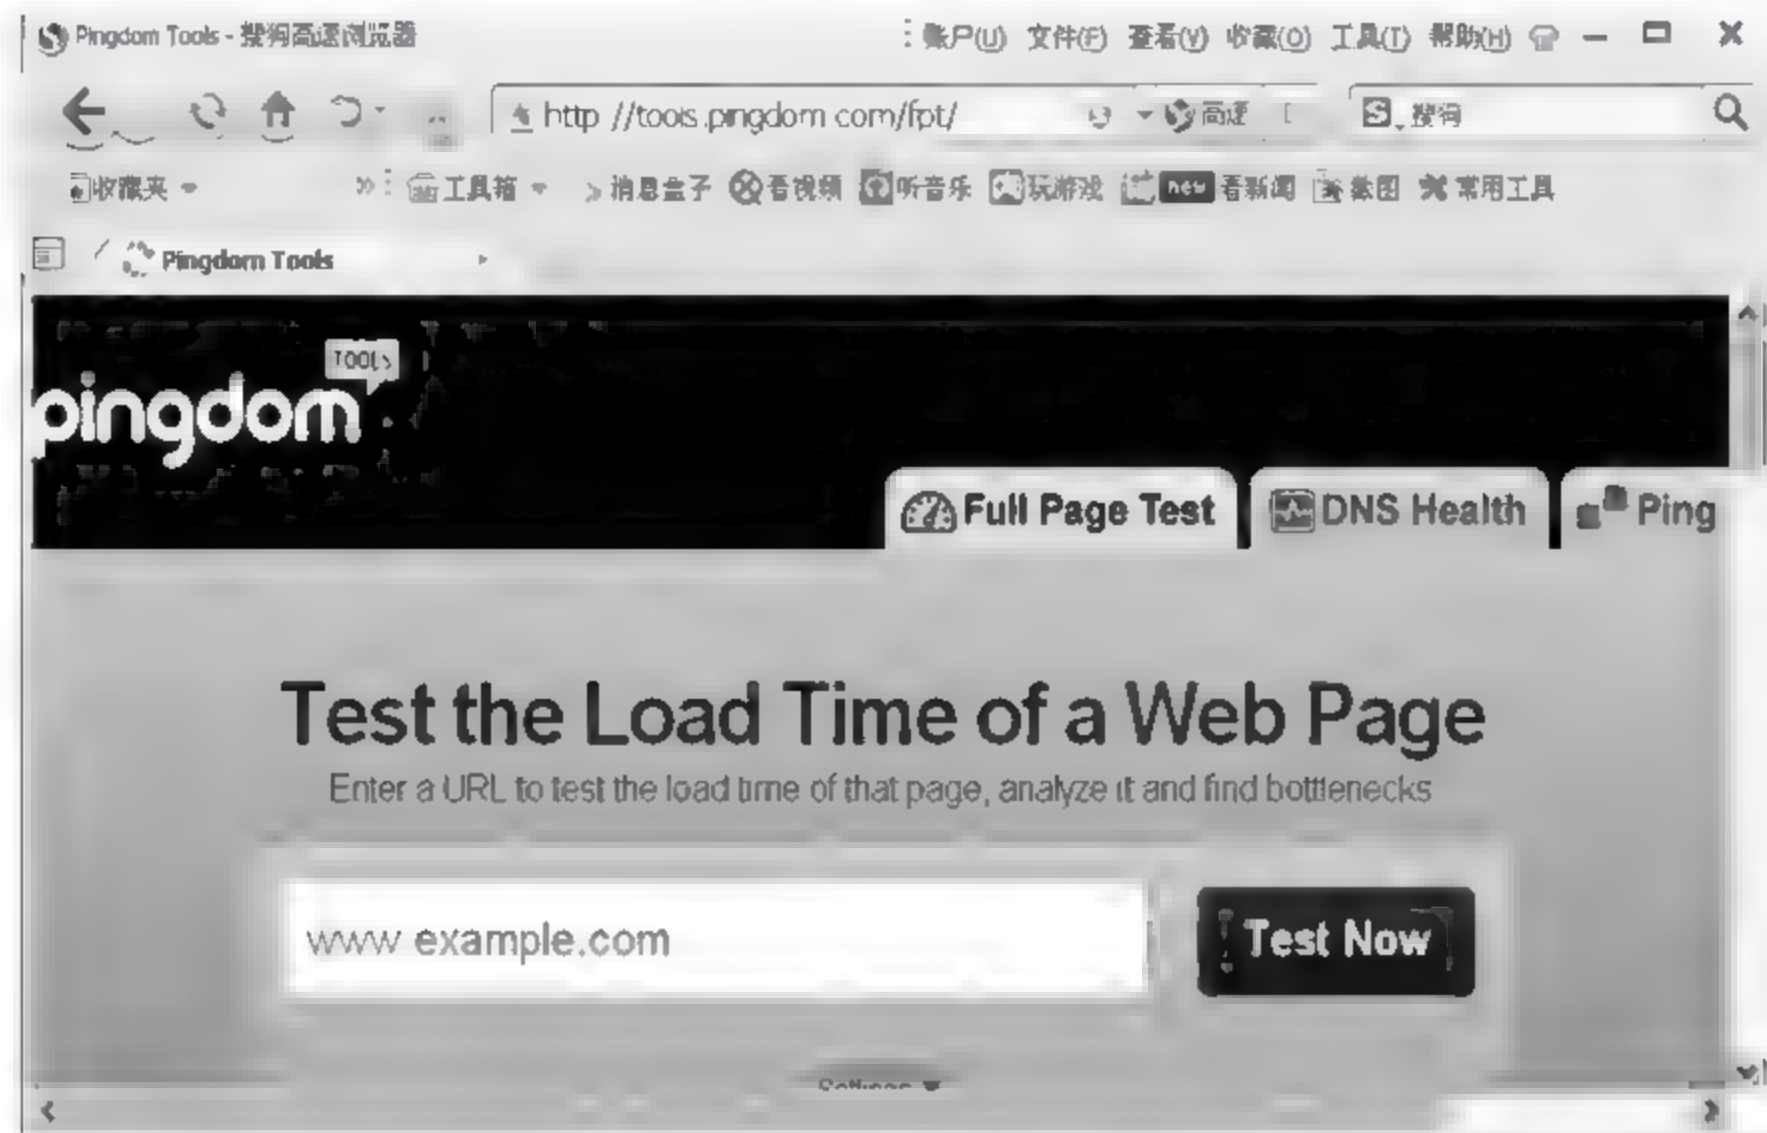 Pingdom Tools - 搜狗高速浏览器 账户(U) 文件(F) 查看(V) 收藏(O) 工具(T) 帮助(H)
http //tools.pingdom com/fpt/ 高速 搜狗
收藏夹 工具箱 消息盒子 看视频 听音乐 玩游戏 new 看新闻 截图 常用工具
Pingdom Tools
TOOLS
pingdom
Full Page Test DNS Health Ping
Test the Load Time of a Web Page
Enter a URL to test the load time of that page, analyze it and find bottlenecks
www example.com Test Now
Settings